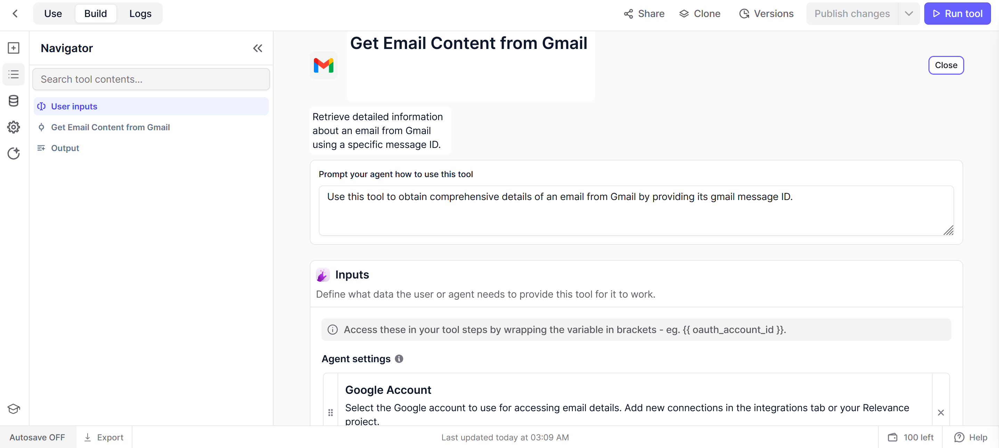 Use
Build
Logs
Share
Clone
Versions
Publish changes
Run tool
Navigator
Search tool contents...
User inputs
Get Email Content from Gmail
Output
Get Email Content from Gmail
Close
Retrieve detailed information
about an email from Gmail
using a specific message ID.
Prompt your agent how to use this tool
Use this tool to obtain comprehensive details of an email from Gmail by providing its gmail message ID.
Inputs
Define what data the user or agent needs to provide this tool for it to work.
Access these in your tool steps by wrapping the variable in brackets - eg. {{ oauth_account_id }}.
Agent settings
Google Account
Select the Google account to use for accessing email details. Add new connections in the integrations tab or your Relevance
project.
Autosave OFF
Export
Last updated today at 03:09 AM
100 left
Help